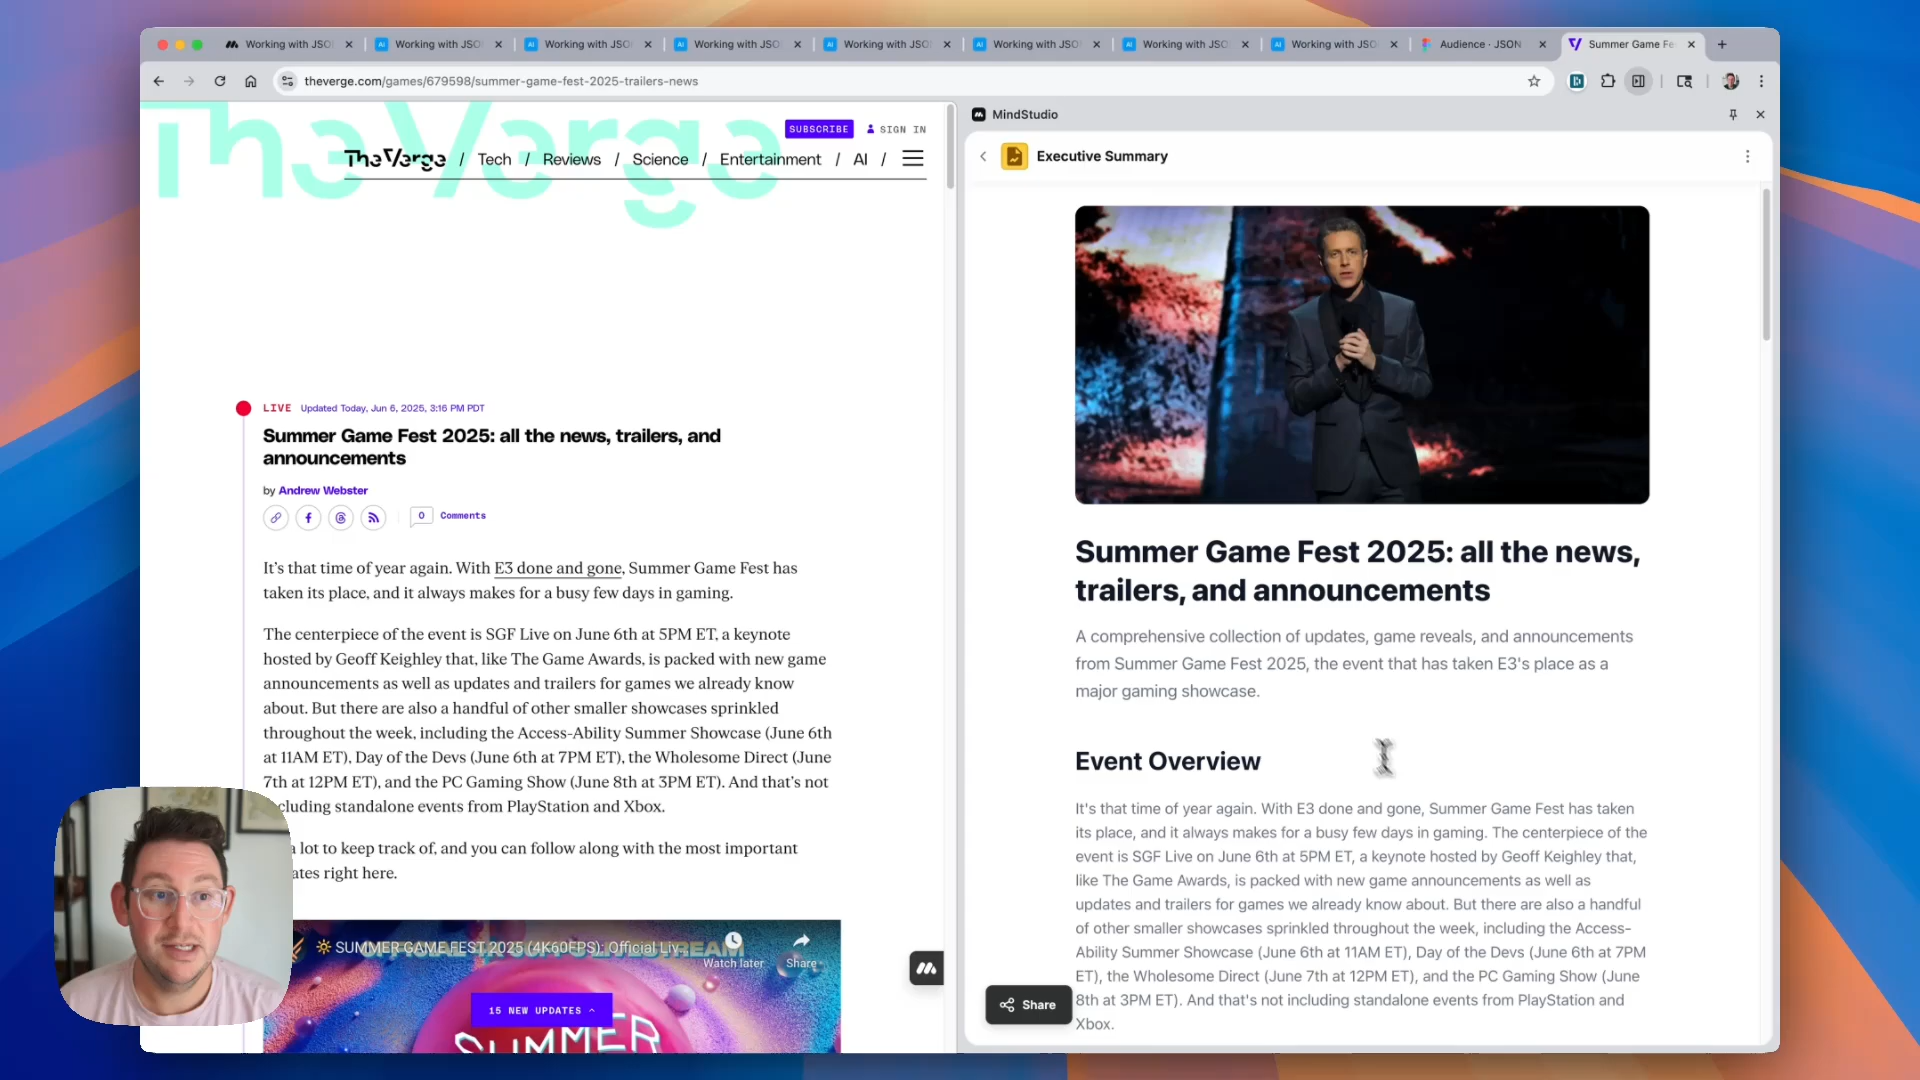 Working with JSO
Working with JSO
Working with JSO
Working with JSO
Working with JSO
Working with JSO
Working with JSO
Working with JSO
Audience · JSON
Summer Game Fe
theverge.com/games/679598/summer-game-fest-2025-trailers-news
The Verge
SUBSCRIBE
SIGN IN
The Verge / Tech / Reviews / Science / Entertainment / AI /
LIVE Updated Today, Jun 6, 2025, 3:16 PM PDT
Summer Game Fest 2025: all the news, trailers, and
announcements
by Andrew Webster
0 Comments
It's that time of year again. With E3 done and gone, Summer Game Fest has
taken its place, and it always makes for a busy few days in gaming.
The centerpiece of the event is SGF Live on June 6th at 5PM ET, a keynote
hosted by Geoff Keighley that, like The Game Awards, is packed with new game
announcements as well as updates and trailers for games we already know
about. But there are also a handful of other smaller showcases sprinkled
throughout the week, including the Access-Ability Summer Showcase (June 6th
at 11AM ET), Day of the Devs (June 6th at 7PM ET), the Wholesome Direct (June
7th at 12PM ET), and the PC Gaming Show (June 8th at 3PM ET). And that's not
cluding standalone events from PlayStation and Xbox.
a lot to keep track of, and you can follow along with the most important
ates right here.
SUMMER GAME FEST 2025 (4K60FPS): Official Liv
Watch later
Share
15 NEW UPDATES
SUMMER
MindStudio
Executive Summary
Summer Game Fest 2025: all the news,
trailers, and announcements
A comprehensive collection of updates, game reveals, and announcements
from Summer Game Fest 2025, the event that has taken E3's place as a
major gaming showcase.
Event Overview
It's that time of year again. With E3 done and gone, Summer Game Fest has taken
its place, and it always makes for a busy few days in gaming. The centerpiece of the
event is SGF Live on June 6th at 5PM ET, a keynote hosted by Geoff Keighley that,
like The Game Awards, is packed with new game announcements as well as
updates and trailers for games we already know about. But there are also a handful
of other smaller showcases sprinkled throughout the week, including the Access-
Ability Summer Showcase (June 6th at 11AM ET), Day of the Devs (June 6th at 7PM
ET), the Wholesome Direct (June 7th at 12PM ET), and the PC Gaming Show (June
8th at 3PM ET). And that's not including standalone events from PlayStation and
Xbox.
Share